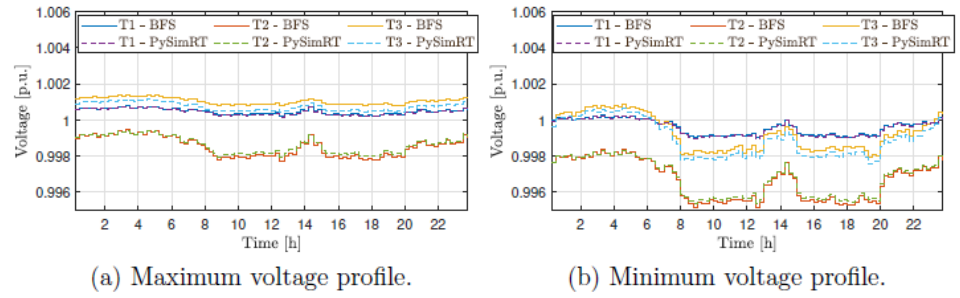 1.006
1.004
1.002
1
0.998
0.996
Voltage [p.u.]
T1 - BFS T2 - BFS T3 - BFS
T1 - PySimRT T2 - PySimRT T3 - PySimRT
2 4 6 8 10 12 14 16 18 20 22
Time [h]
(a) Maximum voltage profile.
1.006
1.004
1.002
1
0.998
0.996
Voltage [p.u.]
T1 - BFS T2 - BFS T3 - BFS
T1 - PySimRT T2 - PySimRT T3 - PySimRT
2 4 6 8 10 12 14 16 18 20 22
Time [h]
(b) Minimum voltage profile.